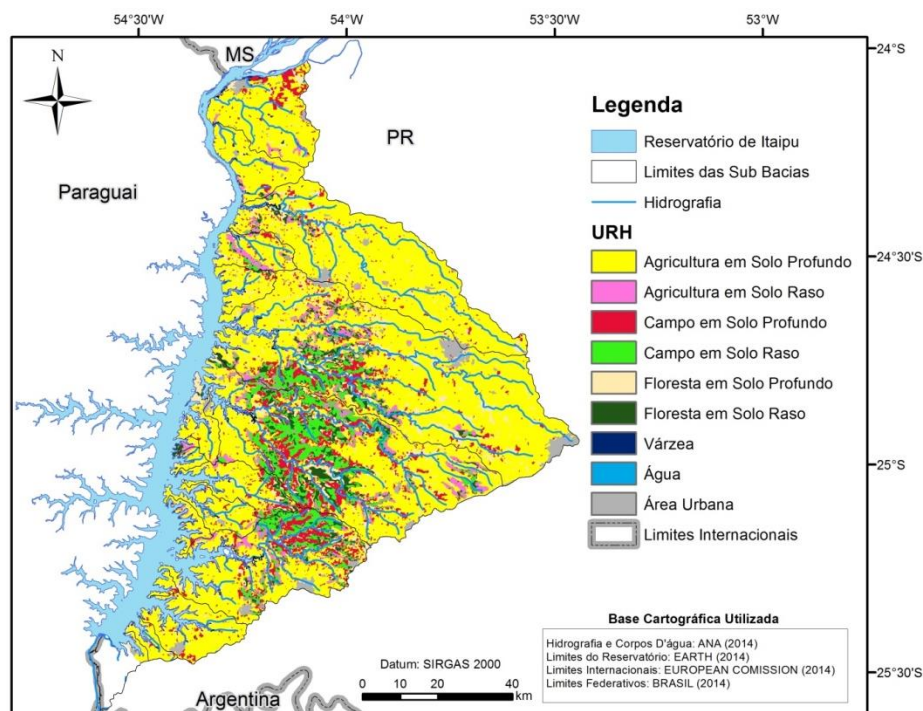 54°30'W
54°W
53°30'W
53°W
MS
24°S
N
PR
Paraguai
Legenda
Reservatório de Itaipu
Limites das Sub Bacias
Hidrografia
URH
24°30'S
Agricultura em Solo Profundo
Agricultura em Solo Raso
Campo em Solo Profundo
Campo em Solo Raso
Floresta em Solo Profundo
Floresta em Solo Raso
Várzea
25°S
Água
Área Urbana
Limites Internacionais
Base Cartográfica Utilizada
Hidrografia e Corpos D'água: ANA (2014)
Limites do Reservatório: EARTH (2014)
Limites Internacionais: EUROPEAN COMISSION (2014)
Limites Federativos: BRASIL (2014)
Datum: SIRGAS 2000
25°30'S
0 10 20 40
km
Argentina